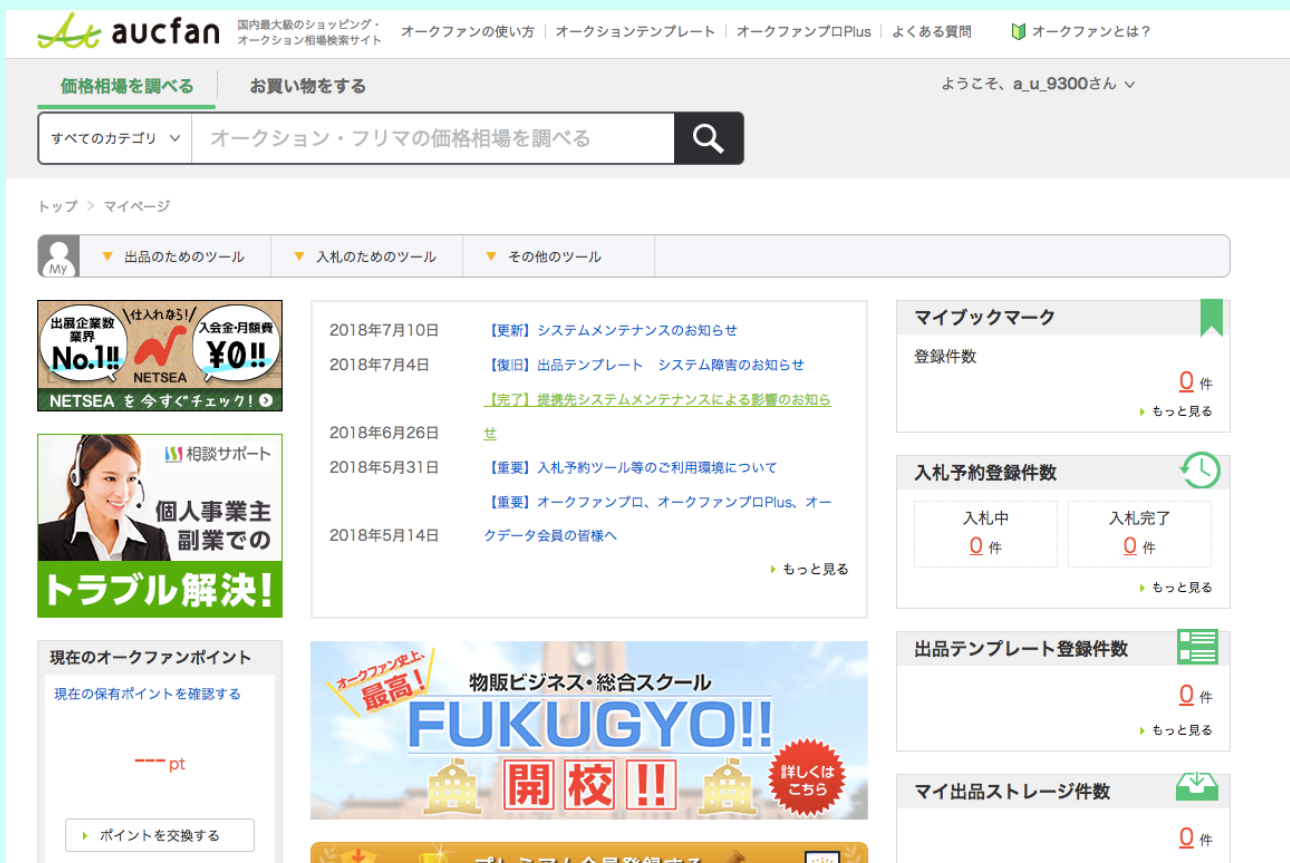 aucfan
国内最大級のショッピング・
オークション相場検索サイト
オークファンの使い方
オークションテンプレート
オークファンプロPlus
よくある質問
オークファンとは？
価格相場を調べる
お買い物をする
ようこそ、a_u_9300さん
すべてのカテゴリ
オークション・フリマの価格相場を調べる
トップ > マイページ
My
出品のためのツール
入札のためのツール
その他のツール
出展企業数
業界
No.1!!
仕入れなら!
NETSEA
入会金・月額費
¥0!!
NETSEA を今すぐチェック!
相談サポート
個人事業主
副業での
トラブル解決!
現在のオークファンポイント
現在の保有ポイントを確認する
---pt
ポイントを交換する
2018年7月10日 【更新】システムメンテナンスのお知らせ
2018年7月4日 【復旧】出品テンプレート　システム障害のお知らせ
【完了】提携先システムメンテナンスによる影響のお知ら
2018年6月26日 せ
2018年5月31日 【重要】入札予約ツール等のご利用環境について
【重要】オークファンプロ、オークファンプロPlus、オー
2018年5月14日 クデータ会員の皆様へ
もっと見る
オークファン史上、
最高!
物販ビジネス・総合スクール
FUKUGYO!!
開校!!
詳しくは
こちら
プレミアム会員登録する
マイブックマーク
登録件数
0 件
もっと見る
入札予約登録件数
入札中
0 件
入札完了
0 件
もっと見る
出品テンプレート登録件数
0 件
もっと見る
マイ出品ストレージ件数
0 件